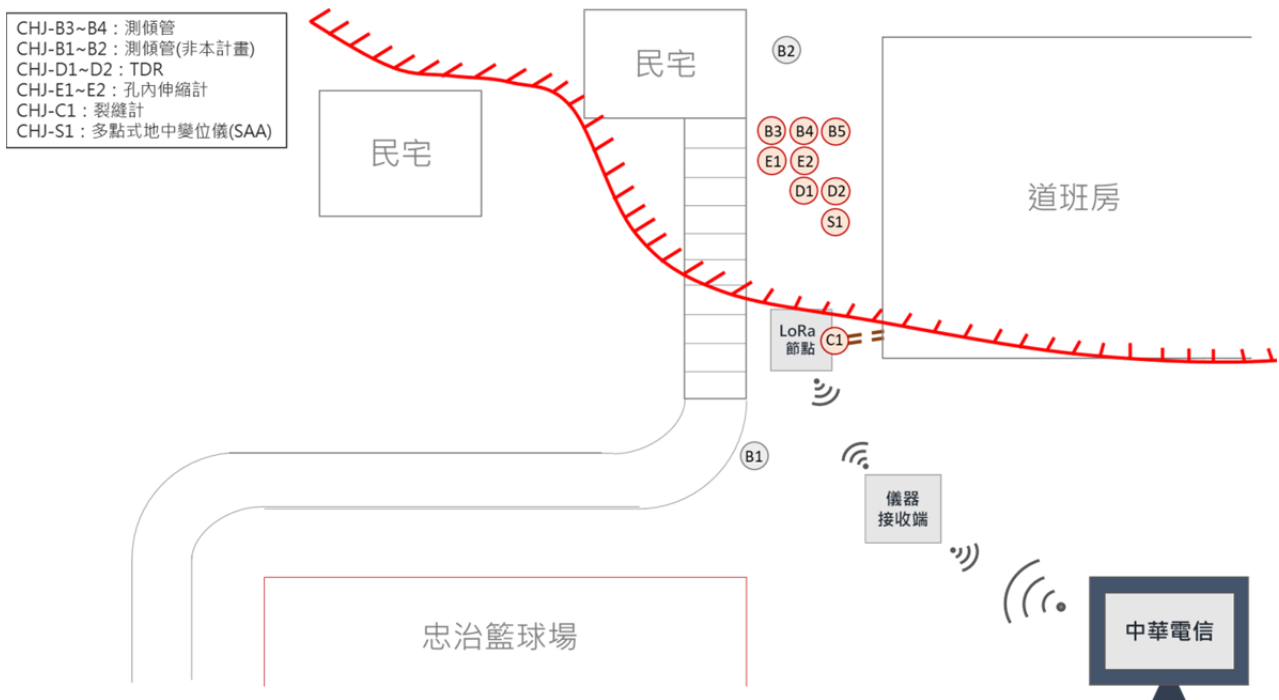 CHJ-B3~B4：測傾管
CHJ-B1~B2：測傾管(非本計畫)
CHJ-D1~D2：TDR
CHJ-E1~E2：孔內伸縮計
CHJ-C1：裂縫計
CHJ-S1：多點式地中變位儀(SAA)
民宅
B2
民宅
B3 B4 B5
E1 E2
D1 D2
S1
道班房
LoRa
節點
C1
B1
儀器
接收端
忠治籃球場
中華電信